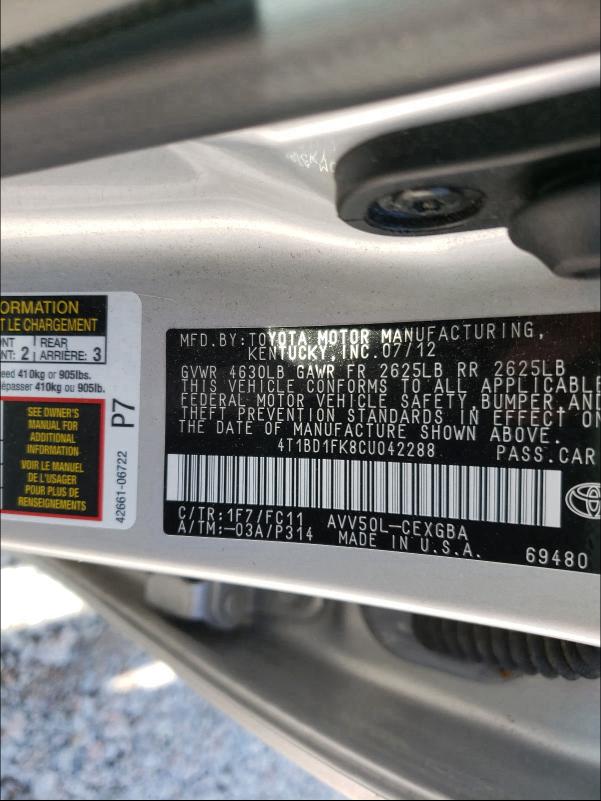 ORMATION
T LE CHARGEMENT
NT: 2 REAR ARRIÈRE: 3
eed 410kg or 905lbs.
épasser 410kg ou 905lb.
SEE OWNER'S
MANUAL FOR
ADDITIONAL
INFORMATION
VOIR LE MANUEL
DE L'USAGER
POUR PLUS DE
RENSEIGNEMENTS
P7
42661-06722
MFD.BY:TOYOTA MOTOR MANUFACTURING,
KENTUCKY, INC.07/12
GVWR 4630LB GAWR FR 2625LB RR 2625LB
THIS VEHICLE CONFORMS TO ALL APPLICABLE
FEDERAL MOTOR VEHICLE SAFETY, BUMPER, AND
THEFT PREVENTION STANDARDS IN EFFECT ON
THE DATE OF MANUFACTURE SHOWN ABOVE.
4T1BD1FK8CU042288 PASS.CAR
C/TR:1F7/FC11 AVV50L-CEXGBA
A/TM:-03A/P314 MADE IN U.S.A. 69480